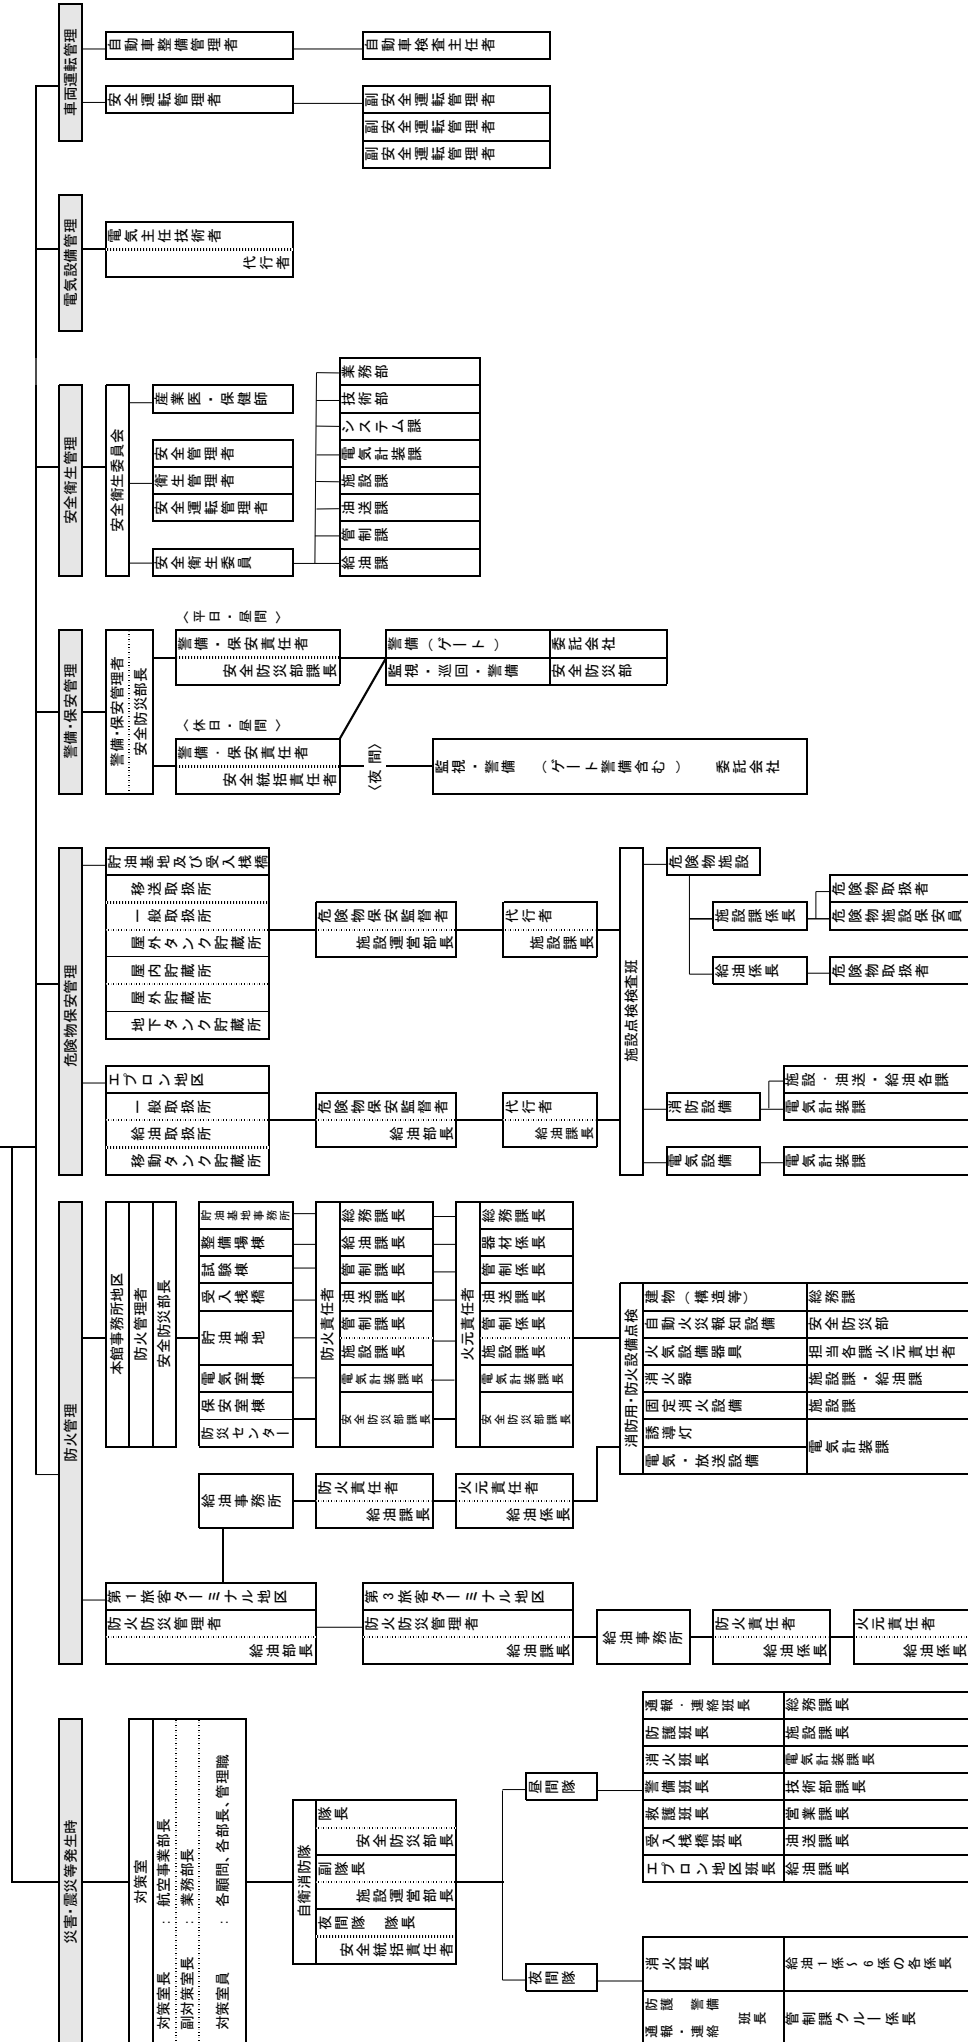 災害・震災等発生時
対策室
対策室長 : 航空事業部長
副対策室長 : 業務部長
対策室員 : 各顧問、各部長、管理職
自衛消防隊
隊長
安全防災部長
副隊長
施設運営部長
夜間隊 隊長
安全統括責任者
昼間隊
通報・連絡班長 総務課長
防護班長 施設課長
消火班長 電気計装課長
警備班長 技術部課長
救護班長 営業課長
受入桟橋班長 油送課長
エプロン地区班長 給油課長
夜間隊
消火班長 給油1係～6係の各係長
防護 警備
通報・連絡 班長
管制課クルー係長
防火管理
本館事務所地区
防火管理者
安全防災部長
貯油基地事務所
整備場棟
試験棟
受入桟橋
貯油基地
電気室棟
保安室棟
防災センター
防火責任者
総務課長
給油課長
管制課長
油送課長
管制課長
施設課長
電気計装課長
安全防災部課長
火元責任者
総務課長
器材係長
管制係長
油送課長
管制係長
施設課長
電気計装課長
安全防災部課長
消防用・防火設備点検
建物(構造等) 総務課
自動火災報知設備 安全防災部
火気設備器具 担当各課火元責任者
消火器 施設課・給油課
固定消火設備 施設課
誘導灯
電気・放送設備
電気計装課
給油事務所
防火責任者
給油課長
火元責任者
給油係長
第1旅客ターミナル地区
防火防災管理者
給油部長
第3旅客ターミナル地区
防火防災管理者
給油課長
給油事務所
防火責任者
給油係長
火元責任者
給油係長
危険物保安管理
貯油基地及び受入桟橋
移送取扱所
一般取扱所
屋外タンク貯蔵所
屋内貯蔵所
屋外貯蔵所
地下タンク貯蔵所
危険物保安監督者
施設運営部長
代行者
施設課長
エプロン地区
一般取扱所
給油取扱所
移動タンク貯蔵所
危険物保安監督者
給油部長
代行者
給油課長
施設点検検査班
危険物施設
施設課係長
危険物取扱者
危険物施設保安員
給油係長
危険物取扱者
消防設備
施設・油送・給油各課
電気計装課
電気設備
電気計装課
警備・保安管理
警備・保安管理者
安全防災部長
〈平日・昼間〉
警備・保安責任者
安全防災部課長
警備(ゲート) 委託会社
監視・巡回・警備 安全防災部
〈休日・昼間〉
警備・保安責任者
安全統括責任者
〈夜間〉
監視・警備 (ゲート警備含む) 委託会社
安全衛生管理
安全衛生委員会
産業医・保健師
安全管理者
衛生管理者
安全運転管理者
安全衛生委員
業務部
技術部
システム課
電気計装課
施設課
油送課
管制課
給油課
電気設備管理
電気主任技術者
代行者
車両運転管理
自動車整備管理者
自動車検査主任者
安全運転管理者
副安全運転管理者
副安全運転管理者
副安全運転管理者